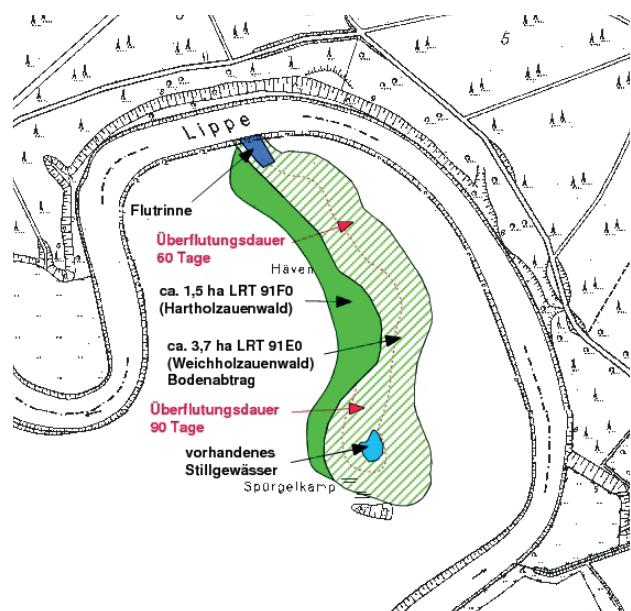 5
Lippe
Flutrinne
Überflutungsdauer
60 Tage
Häven
ca. 1,5 ha LRT 91F0
(Hartholzauenwald)
ca. 3,7 ha LRT 91E0
(Weichholzauenwald)
Bodenabtrag
Überflutungsdauer
90 Tage
vorhandenes
Stillgewässer
Spürgelkamp